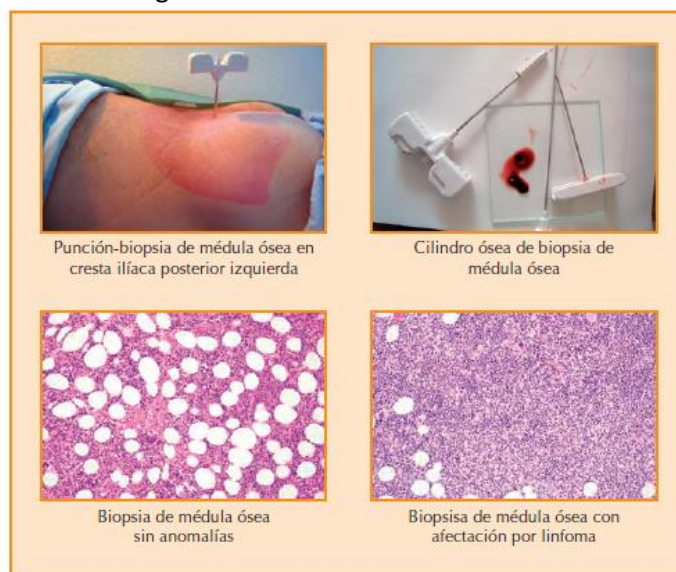 Punción-biopsia de médula ósea en
cresta ilíaca posterior izquierda
Cilindro ósea de biopsia de
médula ósea
Biopsia de médula ósea
sin anomalías
Biopsisa de médula ósea con
afectación por linfoma